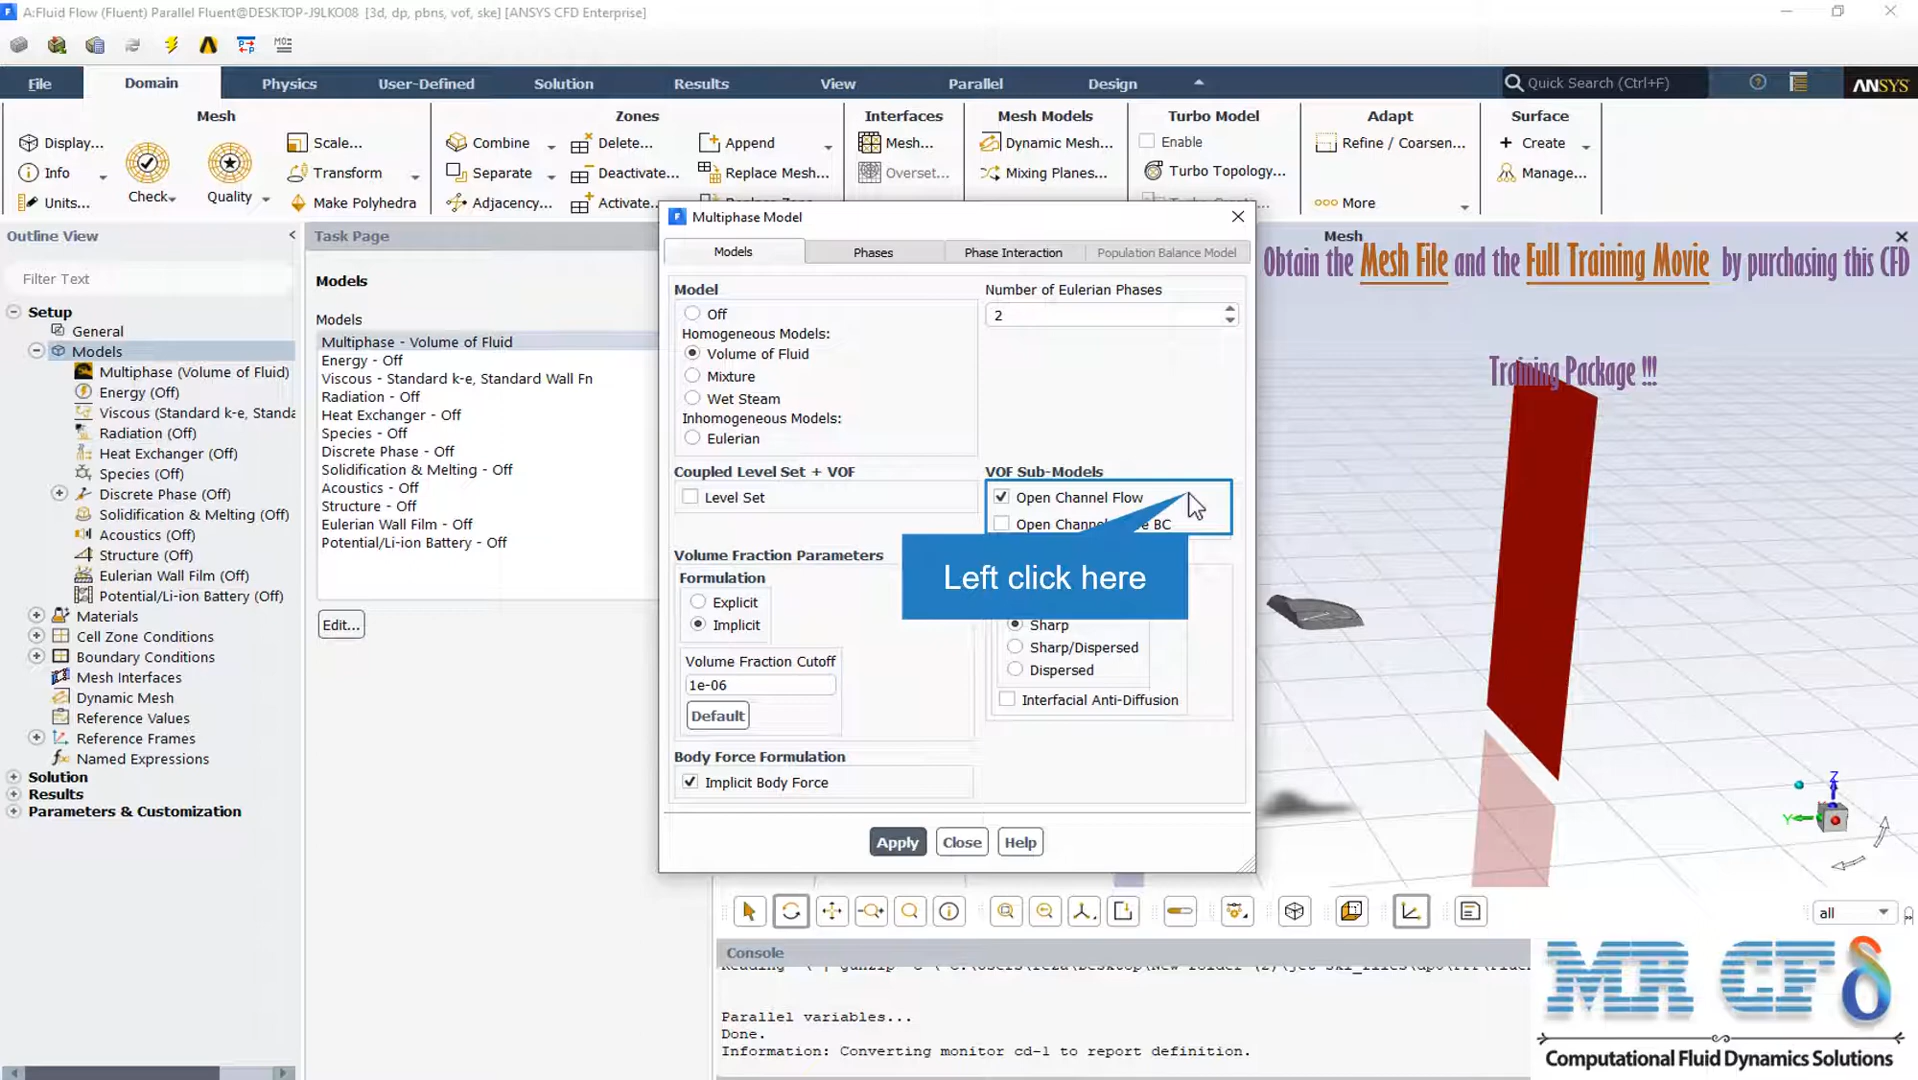 A:Fluid Flow (Fluent) Parallel Fluent@DESKTOP-J9LKO08 [3d, dp, pbns, vof, ske] [ANSYS CFD Enterprise]
File Domain Physics User-Defined Solution Results View Parallel Design Quick Search (Ctrl+F) ANSYS
Mesh Zones Interfaces Mesh Models Turbo Model Adapt Surface
Display... Scale... Combine Delete... Append Mesh... Dynamic Mesh... Enable Refine / Coarsen... Create
Info Transform Separate Deactivate... Replace Mesh... Overset... Mixing Planes... Turbo Topology... Manage...
Units... Check Quality Make Polyhedra Adjacency... Activate... More
Outline View
Filter Text
Setup
General
Models
Multiphase (Volume of Fluid)
Energy (Off)
Viscous (Standard k-e, Standa
Radiation (Off)
Heat Exchanger (Off)
Species (Off)
Discrete Phase (Off)
Solidification & Melting (Off)
Acoustics (Off)
Structure (Off)
Eulerian Wall Film (Off)
Potential/Li-ion Battery (Off)
Materials
Cell Zone Conditions
Boundary Conditions
Mesh Interfaces
Dynamic Mesh
Reference Values
Reference Frames
Named Expressions
Solution
Results
Parameters & Customization
Task Page
Models
Models
Multiphase - Volume of Fluid
Energy - Off
Viscous - Standard k-e, Standard Wall Fn
Radiation - Off
Heat Exchanger - Off
Species - Off
Discrete Phase - Off
Solidification & Melting - Off
Acoustics - Off
Structure - Off
Eulerian Wall Film - Off
Potential/Li-ion Battery - Off
Edit...
Multiphase Model
Models Phases Phase Interaction Population Balance Model
Model
Off
Homogeneous Models:
Volume of Fluid
Mixture
Wet Steam
Inhomogeneous Models:
Eulerian
Number of Eulerian Phases
2
Coupled Level Set + VOF
Level Set
VOF Sub-Models
Open Channel Flow
Open Channel BC
Left click here
Volume Fraction Parameters
Formulation
Explicit
Implicit
Volume Fraction Cutoff
1e-06
Default
Sharp
Sharp/Dispersed
Dispersed
Interfacial Anti-Diffusion
Body Force Formulation
Implicit Body Force
Apply Close Help
Mesh
Obtain the Mesh File and the Full Training Movie by purchasing this CFD
Training Package !!!
Z
Y
all
Console
Parallel variables...
Done.
Information: Converting monitor cd-1 to report definition.
MR CFD
Computational Fluid Dynamics Solutions